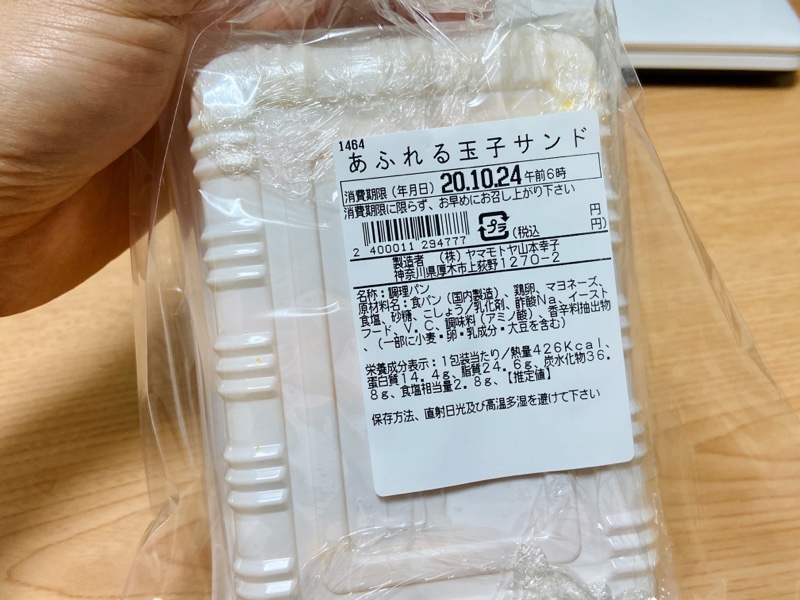 1464
あふれる玉子サンド
消費期限(年月日) 20.10.24 午前6時
消費期限に限らず、お早めにお召し上がり下さい
円
2 400011 294777 プラ (税込 円)
製造者 (株)ヤマモトヤ山本幸子
神奈川県厚木市上荻野1270-2
名称:調理パン
原材料名:食パン(国内製造)、鶏卵、マヨネーズ、
食塩、砂糖、こしょう/乳化剤、酢酸Na、イースト
フード、V.C、調味料(アミノ酸)、香辛料抽出物
、(一部に小麦・卵・乳成分・大豆を含む)
栄養成分表示:1包装当たり/熱量426Kcal、
蛋白質14.4g、脂質24.6g、炭水化物36.
8g、食塩相当量2.8g、【推定値】
保存方法、直射日光及び高温多湿を避けて下さい